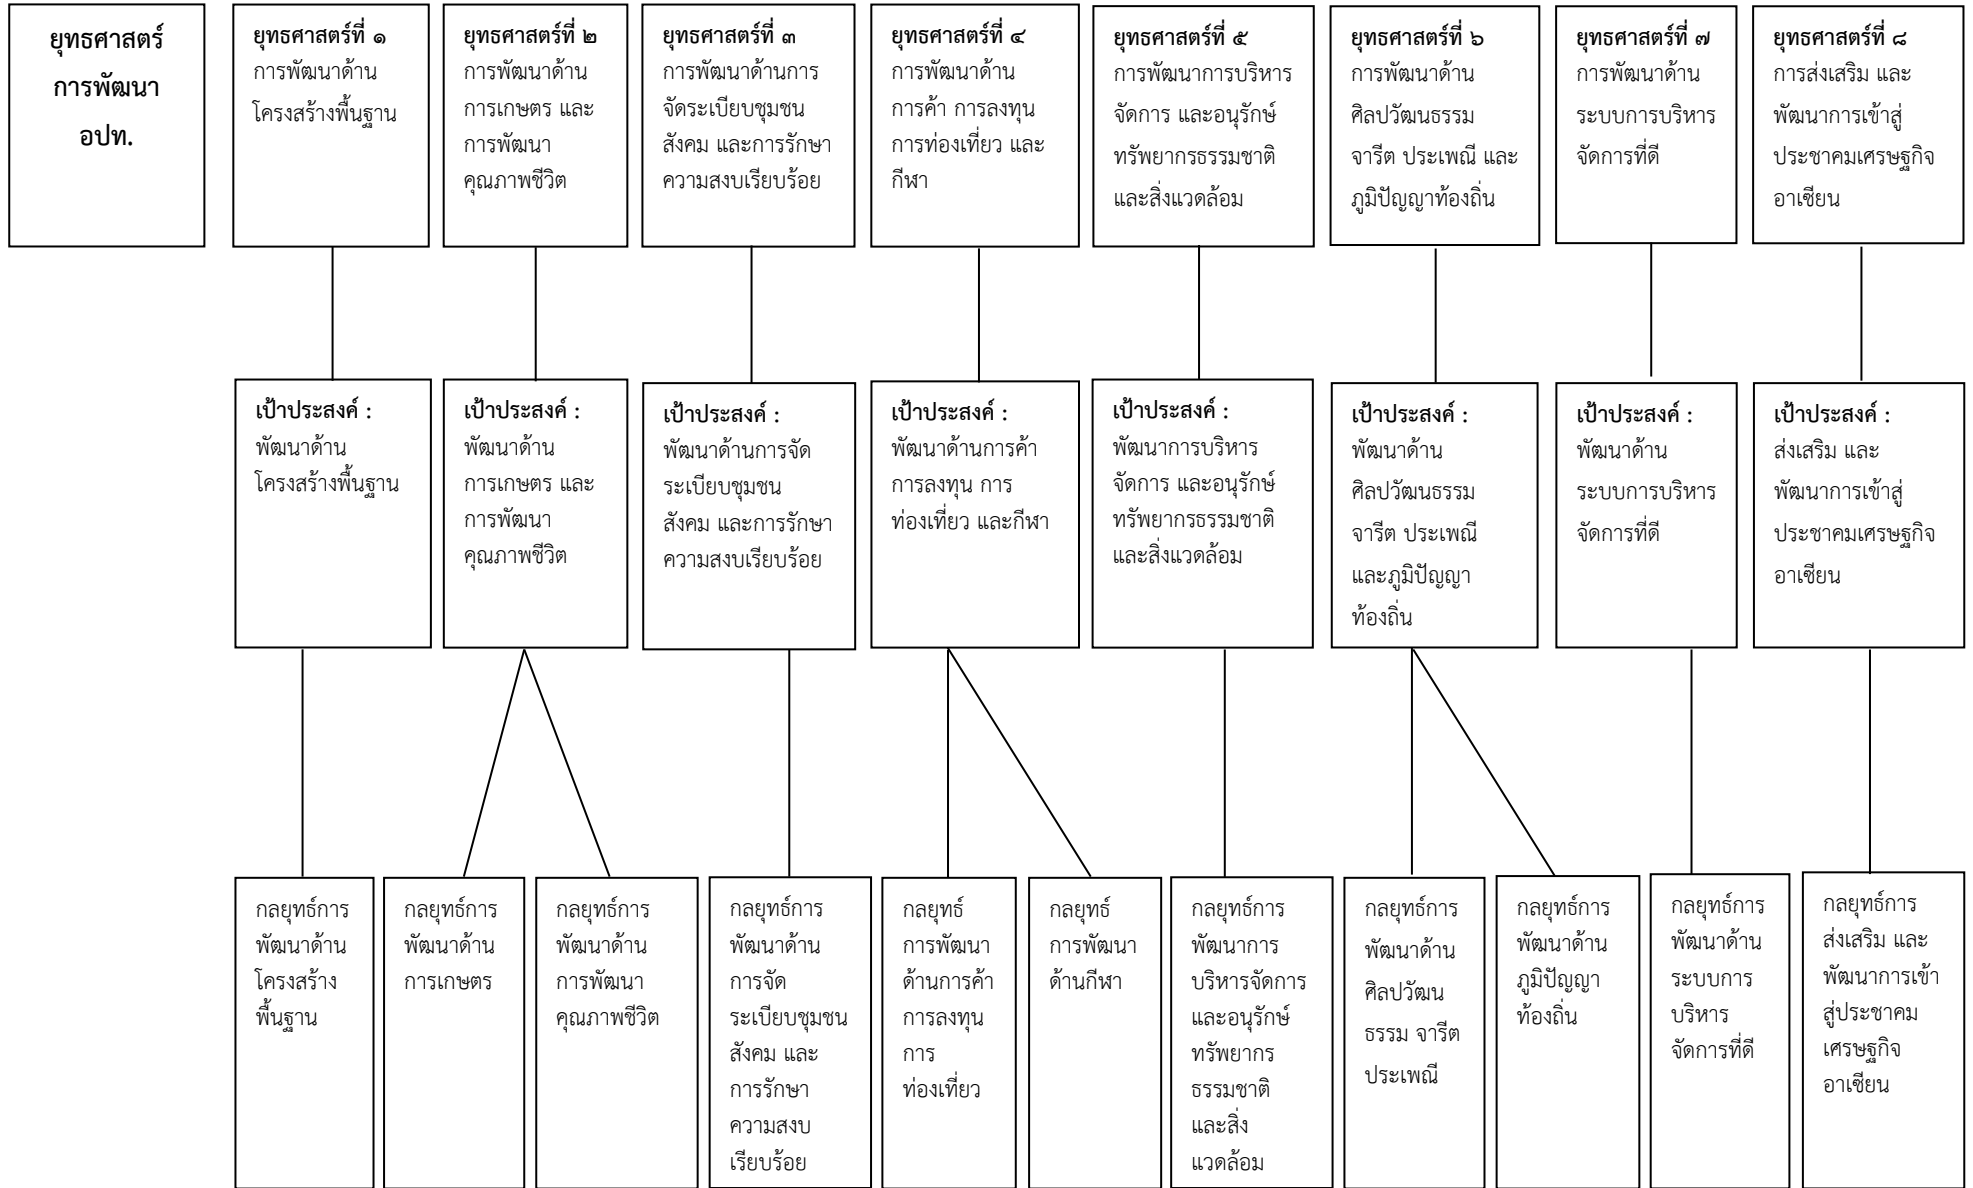 ยุทธศาสตร์
การพัฒนา
อปท.
ยุทธศาสตร์ที่ ๑
การพัฒนาด้าน
โครงสร้างพื้นฐาน
ยุทธศาสตร์ที่ ๒
การพัฒนาด้าน
การเกษตร และ
การพัฒนา
คุณภาพชีวิต
ยุทธศาสตร์ที่ ๓
การพัฒนาด้านการ
จัดระเบียบชุมชน
สังคม และการรักษา
ความสงบเรียบร้อย
ยุทธศาสตร์ที่ ๔
การพัฒนาด้าน
การค้า การลงทุน
การท่องเที่ยว และ
กีฬา
ยุทธศาสตร์ที่ ๕
การพัฒนาการบริหาร
จัดการ และอนุรักษ์
ทรัพยากรธรรมชาติ
และสิ่งแวดล้อม
ยุทธศาสตร์ที่ ๖
การพัฒนาด้าน
ศิลปวัฒนธรรม
จารีต ประเพณี และ
ภูมิปัญญาท้องถิ่น
ยุทธศาสตร์ที่ ๗
การพัฒนาด้าน
ระบบการบริหาร
จัดการที่ดี
ยุทธศาสตร์ที่ ๘
การส่งเสริม และ
พัฒนาการเข้าสู่
ประชาคมเศรษฐกิจ
อาเซียน
เป้าประสงค์ :
พัฒนาด้าน
โครงสร้างพื้นฐาน
เป้าประสงค์ :
พัฒนาด้าน
การเกษตร และ
การพัฒนา
คุณภาพชีวิต
เป้าประสงค์ :
พัฒนาด้านการจัด
ระเบียบชุมชน
สังคม และการรักษา
ความสงบเรียบร้อย
เป้าประสงค์ :
พัฒนาด้านการค้า
การลงทุน การ
ท่องเที่ยว และกีฬา
เป้าประสงค์ :
พัฒนาการบริหาร
จัดการ และอนุรักษ์
ทรัพยากรธรรมชาติ
และสิ่งแวดล้อม
เป้าประสงค์ :
พัฒนาด้าน
ศิลปวัฒนธรรม
จารีต ประเพณี
และภูมิปัญญา
ท้องถิ่น
เป้าประสงค์ :
พัฒนาด้าน
ระบบการบริหาร
จัดการที่ดี
เป้าประสงค์ :
ส่งเสริม และ
พัฒนาการเข้าสู่
ประชาคมเศรษฐกิจ
อาเซียน
กลยุทธ์การ
พัฒนาด้าน
โครงสร้าง
พื้นฐาน
กลยุทธ์การ
พัฒนาด้าน
การเกษตร
กลยุทธ์การ
พัฒนาด้าน
การพัฒนา
คุณภาพชีวิต
กลยุทธ์การ
พัฒนาด้าน
การจัด
ระเบียบชุมชน
สังคม และ
การรักษา
ความสงบ
เรียบร้อย
กลยุทธ์
การพัฒนา
ด้านการค้า
การลงทุน
การ
ท่องเที่ยว
กลยุทธ์
การพัฒนา
ด้านกีฬา
กลยุทธ์การ
พัฒนาการ
บริหารจัดการ
และอนุรักษ์
ทรัพยากร
ธรรมชาติ
และสิ่ง
แวดล้อม
กลยุทธ์การ
พัฒนาด้าน
ศิลปวัฒน
ธรรม จารีต
ประเพณี
กลยุทธ์การ
พัฒนาด้าน
ภูมิปัญญา
ท้องถิ่น
กลยุทธ์การ
พัฒนาด้าน
ระบบการ
บริหาร
จัดการที่ดี
กลยุทธ์การ
ส่งเสริม และ
พัฒนาการเข้า
สู่ประชาคม
เศรษฐกิจ
อาเซียน